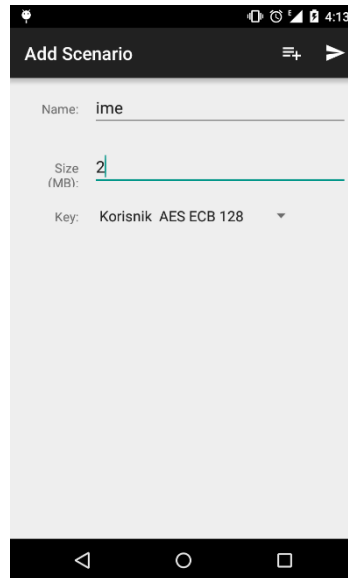 4:13
Add Scenario
Name: ime
Size 2
(MB):
Key: Korisnik AES ECB 128